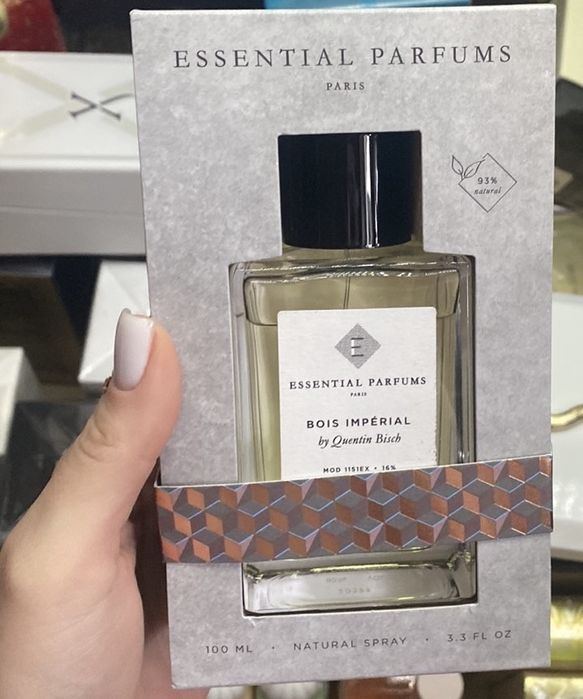 ESSENTIAL PARFUMS
PARIS
93%
natural
E
ESSENTIAL PARFUMS
PARIS
BOIS IMPÉRIAL
by Quentin Bisch
MOD 1151EX • 16%
100 ML • NATURAL SPRAY • 3.3 FL OZ